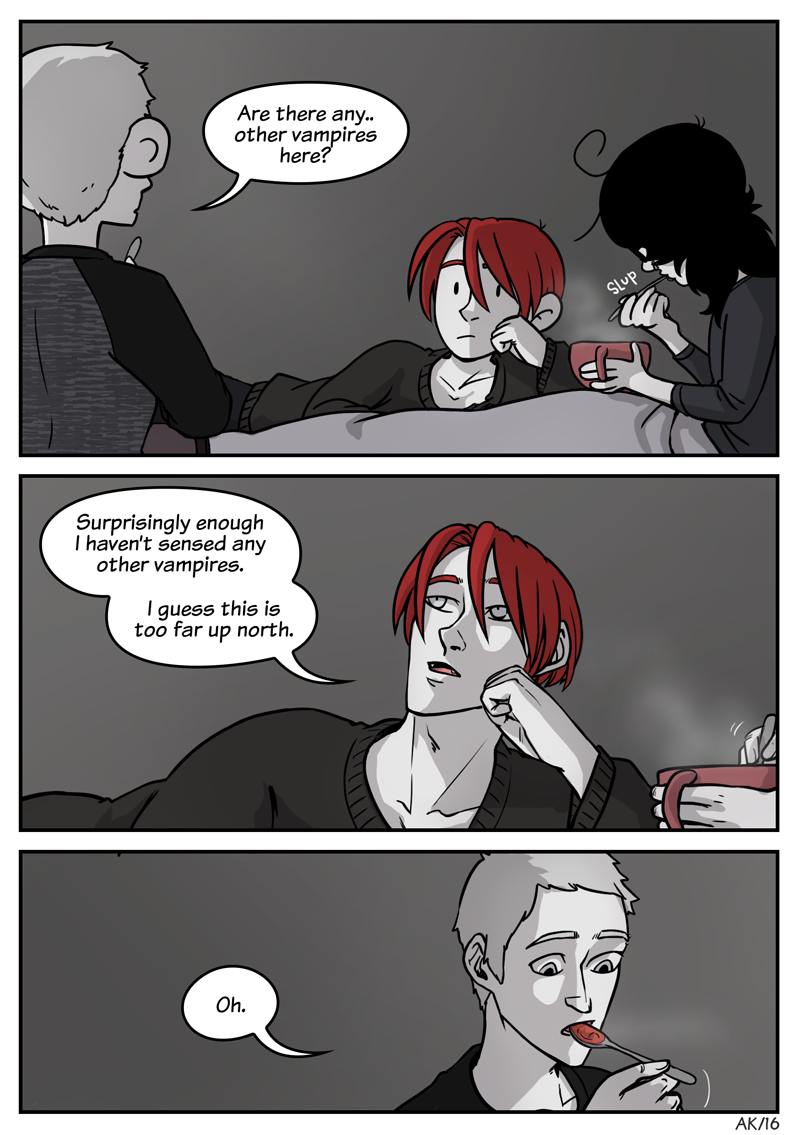 Are there any..
other vampires
here?
SLUP
Surprisingly enough
I haven't sensed any
other vampires.
I guess this is
too far up north.
Oh.
AK/16